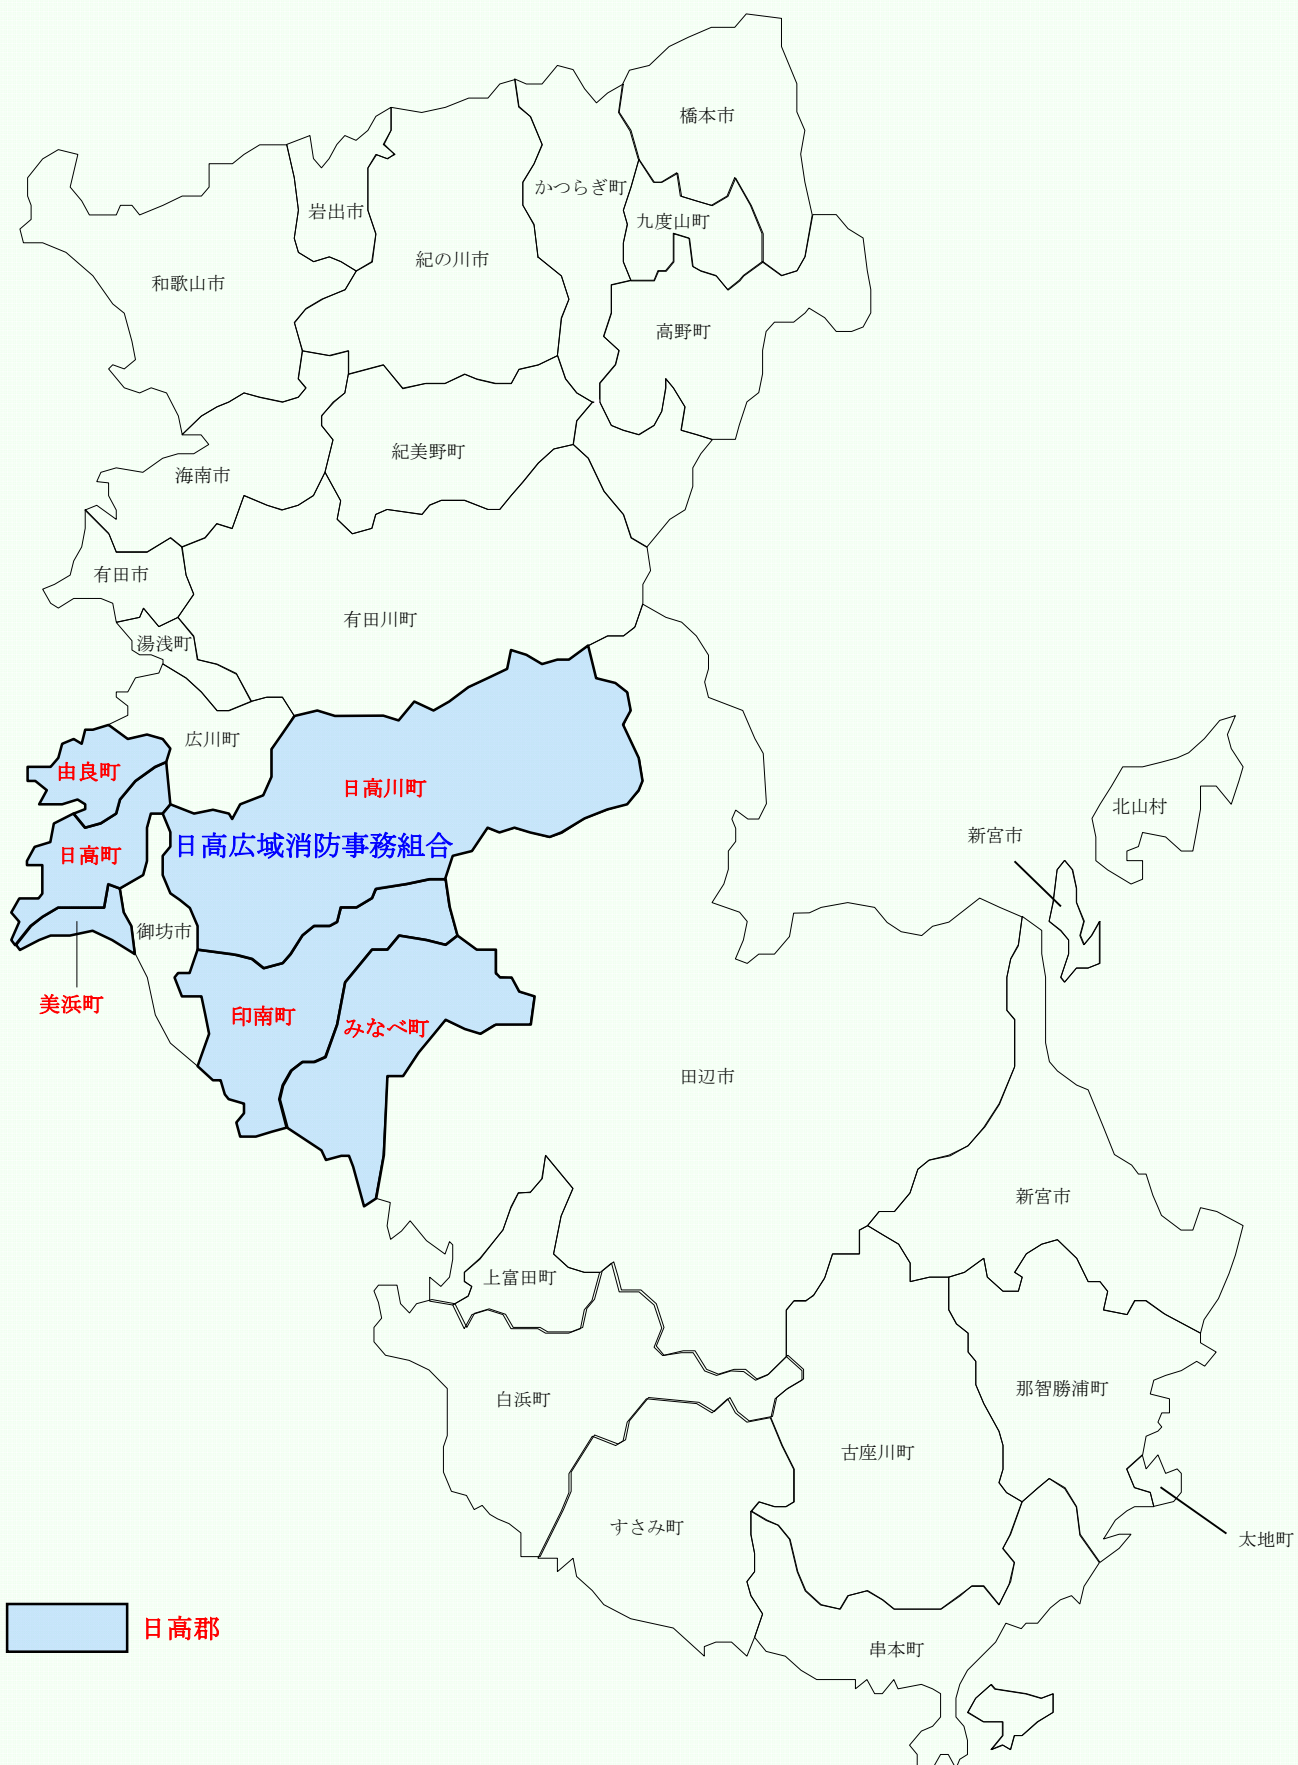 橋本市
かつらぎ町
岩出市
九度山町
紀の川市
和歌山市
高野町
紀美野町
海南市
有田市
有田川町
湯浅町
広川町
由良町
日高川町
北山村
新宮市
日高広域消防事務組合
日高町
御坊市
美浜町
印南町
みなべ町
田辺市
新宮市
上富田町
那智勝浦町
白浜町
古座川町
すさみ町
太地町
日高郡
串本町